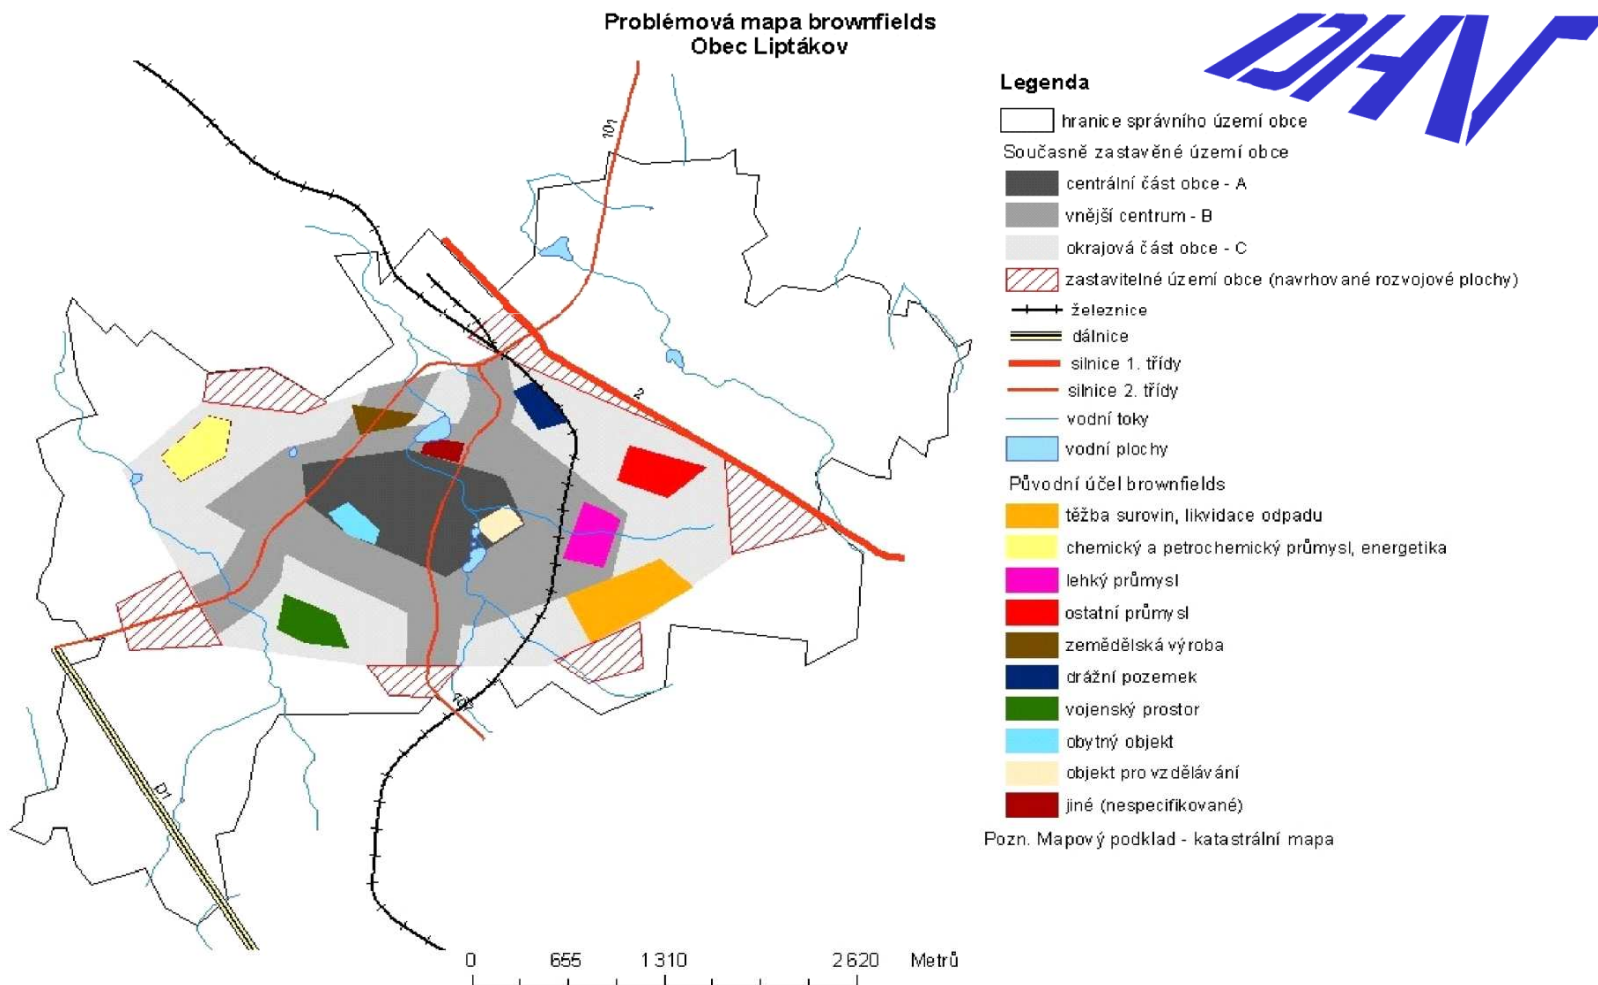 Problémová mapa brownfields
Obec Liptákov
DHV
Legenda
hranice správního území obce
Současně zastavěné území obce
centrální část obce - A
vnější centrum - B
okrajová část obce - C
zastavitelné území obce (navrhované rozvojové plochy)
železnice
dálnice
silnice 1. třídy
silnice 2. třídy
vodní toky
vodní plochy
Původní účel brownfields
těžba surovin, likvidace odpadu
chemický a petrochemický průmysl, energetika
lehký průmysl
ostatní průmysl
zemědělská výroba
drážní pozemek
vojenský prostor
obytný objekt
objekt pro vzdělávání
jiné (nespecifikované)
Pozn. Mapový podklad - katastrální mapa
101
2
D1
0 655 1 310 2 620 Metrů